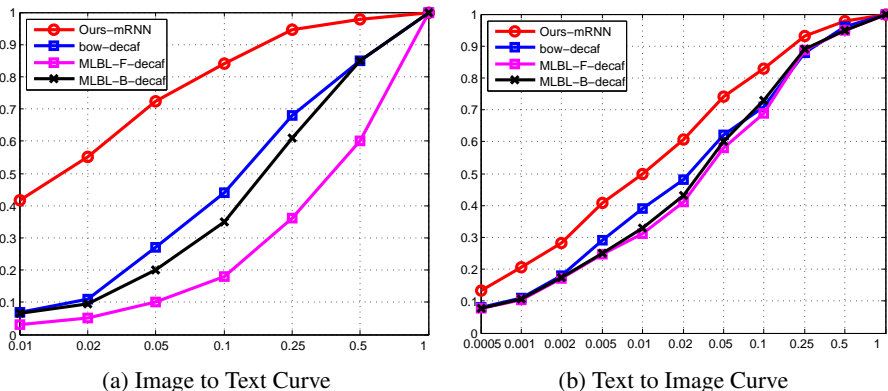 1
0.9
0.8
0.7
0.6
0.5
0.4
0.3
0.2
0.1
0
0.01 0.02 0.05 0.1 0.25 0.5 1
Ours-mRNN
bow-decaf
MLBL-F-decaf
MLBL-B-decaf
(a) Image to Text Curve
1
0.9
0.8
0.7
0.6
0.5
0.4
0.3
0.2
0.1
0
0.0005 0.001 0.002 0.005 0.01 0.02 0.05 0.1 0.25 0.5 1
Ours-mRNN
bow-decaf
MLBL-F-decaf
MLBL-B-decaf
(b) Text to Image Curve